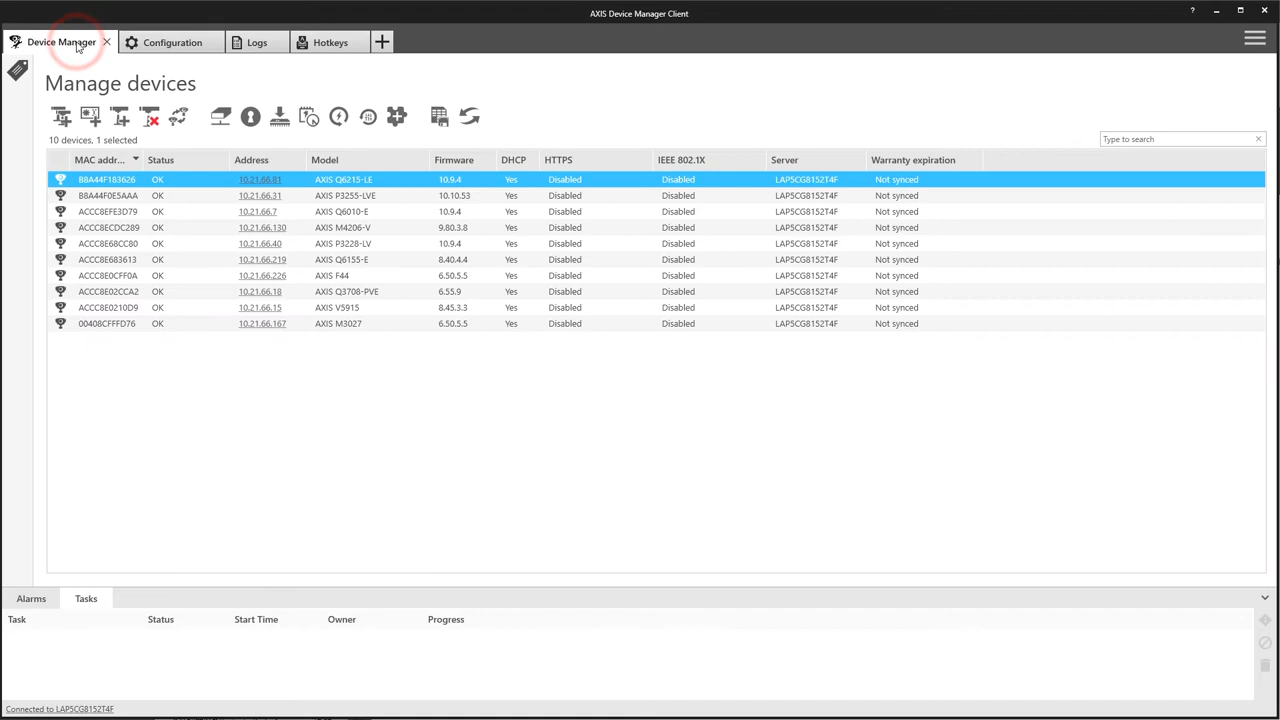 AXIS Device Manager Client
Device Manager Configuration Logs Hotkeys
Manage devices
10 devices, 1 selected
Type to search
MAC addr... Status Address Model Firmware DHCP HTTPS IEEE 802.1X Server Warranty expiration
B8A44F183626 OK 10.21.66.81 AXIS Q6215-LE 10.9.4 Yes Disabled Disabled LAP5CG8152T4F Not synced
B8A44F0E5AAA OK 10.21.66.31 AXIS P3255-LVE 10.10.53 Yes Disabled Disabled LAP5CG8152T4F Not synced
ACCC8EFE3D79 OK 10.21.66.7 AXIS Q6010-E 10.9.4 Yes Disabled Disabled LAP5CG8152T4F Not synced
ACCC8ECDC289 OK 10.21.66.130 AXIS M4206-V 9.80.3.8 Yes Disabled Disabled LAP5CG8152T4F Not synced
ACCC8E68CC80 OK 10.21.66.40 AXIS P3228-LV 10.9.4 Yes Disabled Disabled LAP5CG8152T4F Not synced
ACCC8E683613 OK 10.21.66.219 AXIS Q6155-E 8.40.4.4 Yes Disabled Disabled LAP5CG8152T4F Not synced
ACCC8E0CFF0A OK 10.21.66.226 AXIS F44 6.50.5.5 Yes Disabled Disabled LAP5CG8152T4F Not synced
ACCC8E02CCA2 OK 10.21.66.18 AXIS Q3708-PVE 6.55.9 Yes Disabled Disabled LAP5CG8152T4F Not synced
ACCC8E0210D9 OK 10.21.66.15 AXIS V5915 8.45.3.3 Yes Disabled Disabled LAP5CG8152T4F Not synced
00408CFFFD76 OK 10.21.66.167 AXIS M3027 6.50.5.5 Yes Disabled Disabled LAP5CG8152T4F Not synced
Alarms Tasks
Task Status Start Time Owner Progress
Connected to LAP5CG8152T4F